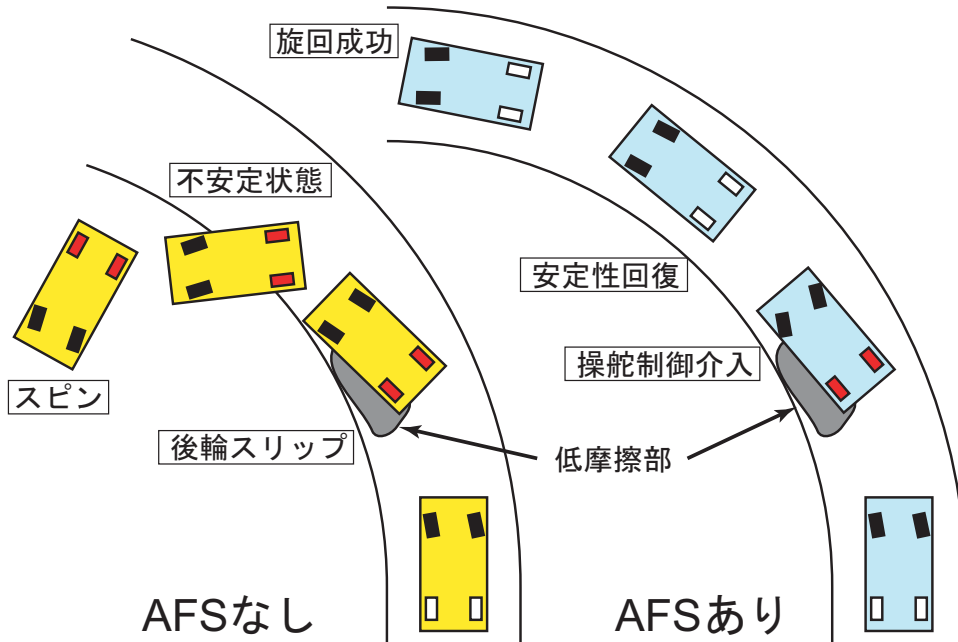 旋回成功
不安定状態
安定性回復
操舵制御介入
スピン
後輪スリップ
低摩擦部
AFSなし
AFSあり